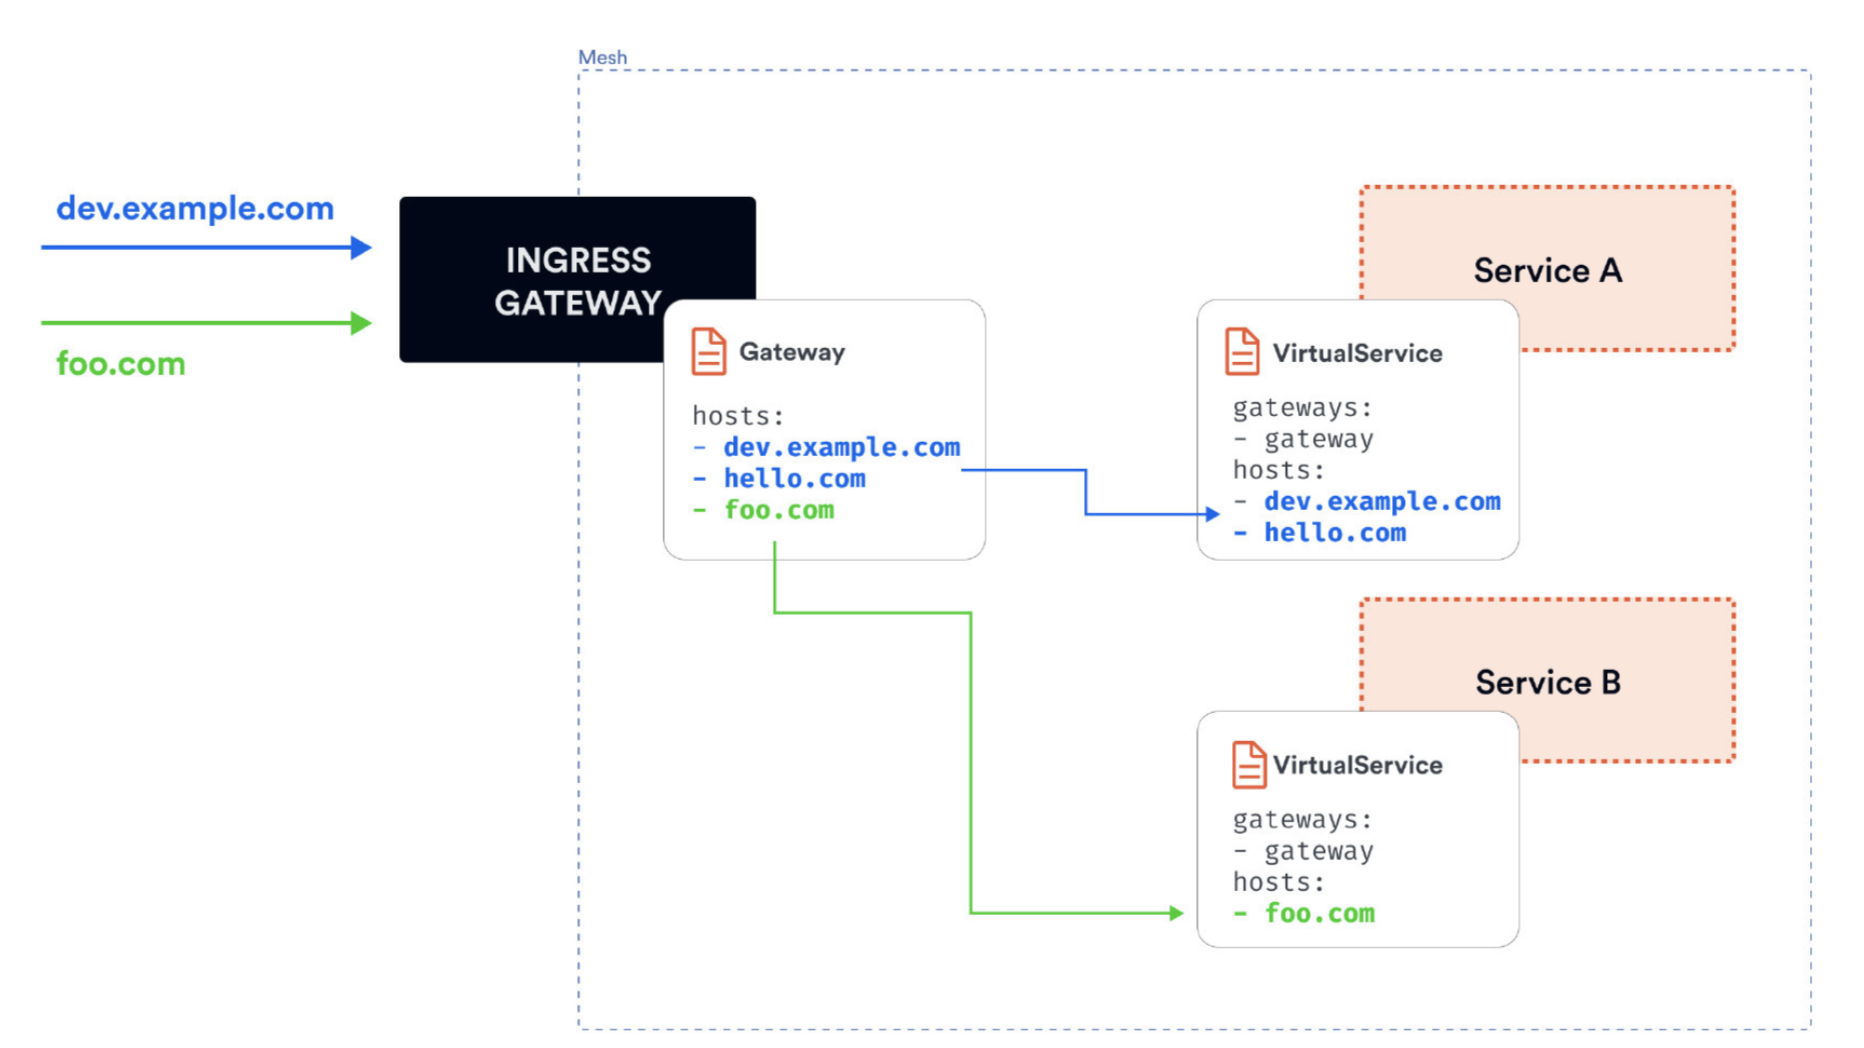 Mesh
dev.example.com
foo.com
INGRESS
GATEWAY
Gateway
hosts:
- dev.example.com
- hello.com
- foo.com
Service A
VirtualService
gateways:
- gateway
hosts:
- dev.example.com
- hello.com
Service B
VirtualService
gateways:
- gateway
hosts:
- foo.com